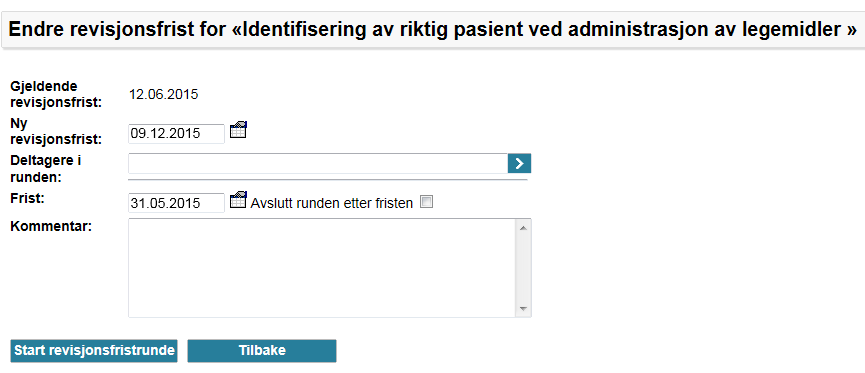 Endre revisjonsfrist for «Identifisering av riktig pasient ved administrasjon av legemidler »
Gjeldende
revisjonsfrist:
12.06.2015
Ny
revisjonsfrist:
09.12.2015
Deltagere i
runden:
Frist:
31.05.2015 Avslutt runden etter fristen
Kommentar:
Start revisjonsfristrunde
Tilbake